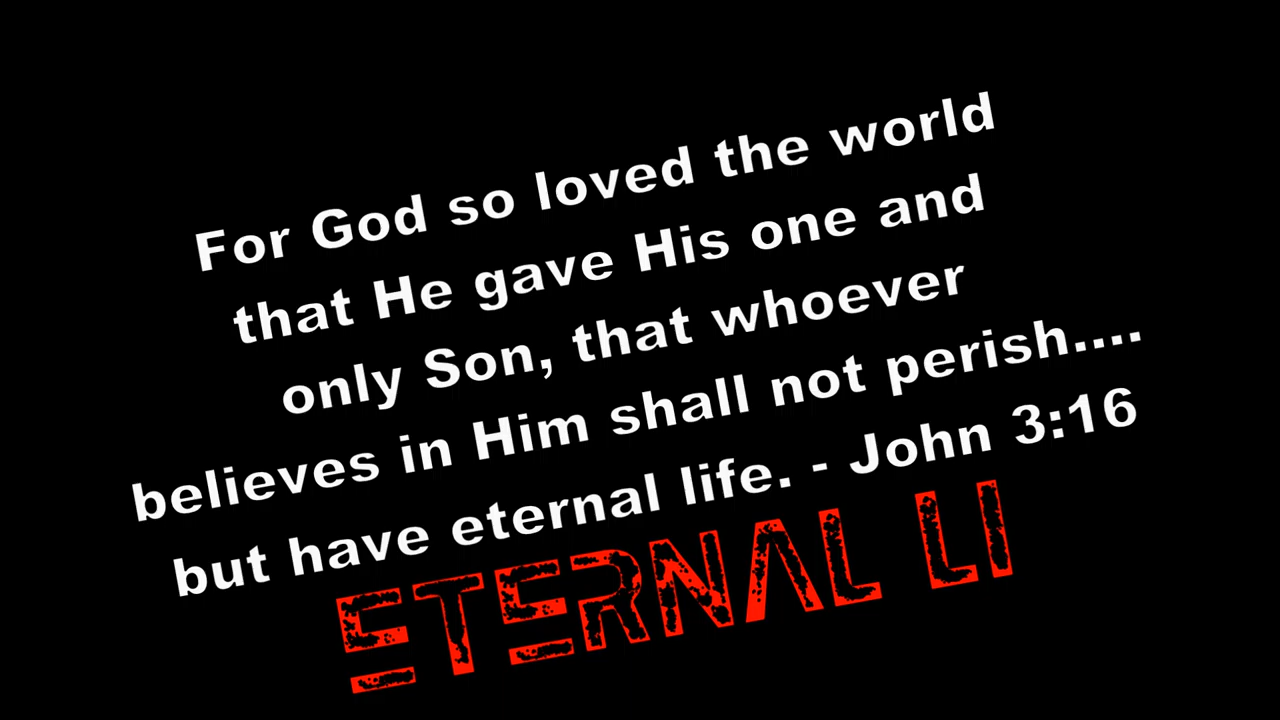 For God so loved the world
that He gave His one and
only Son, that whoever
believes in Him shall not perish....
but have eternal life. - John 3:16
ETERNAL LI